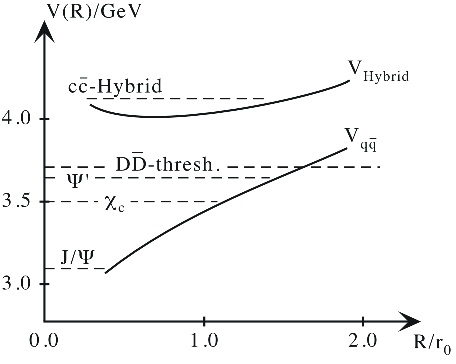 V(R)/GeV
cc̄-Hybrid
V_Hybrid
4.0
V_qq̄
DD̄-thresh.
Ψ'
3.5
χ_c
J/Ψ
3.0
0.0 1.0 2.0 R/r_0